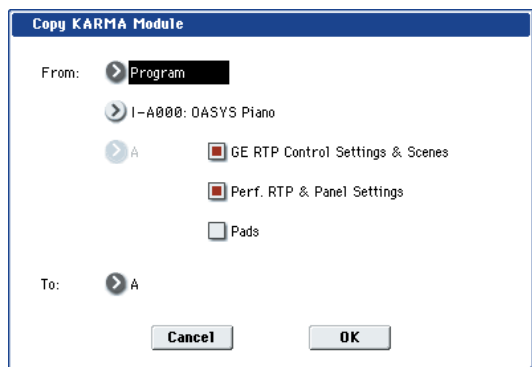 Copy KARMA Module
From: Program
I-A000: OASYS Piano
A GE RTP Control Settings & Scenes
Perf. RTP & Panel Settings
Pads
To: A
Cancel OK